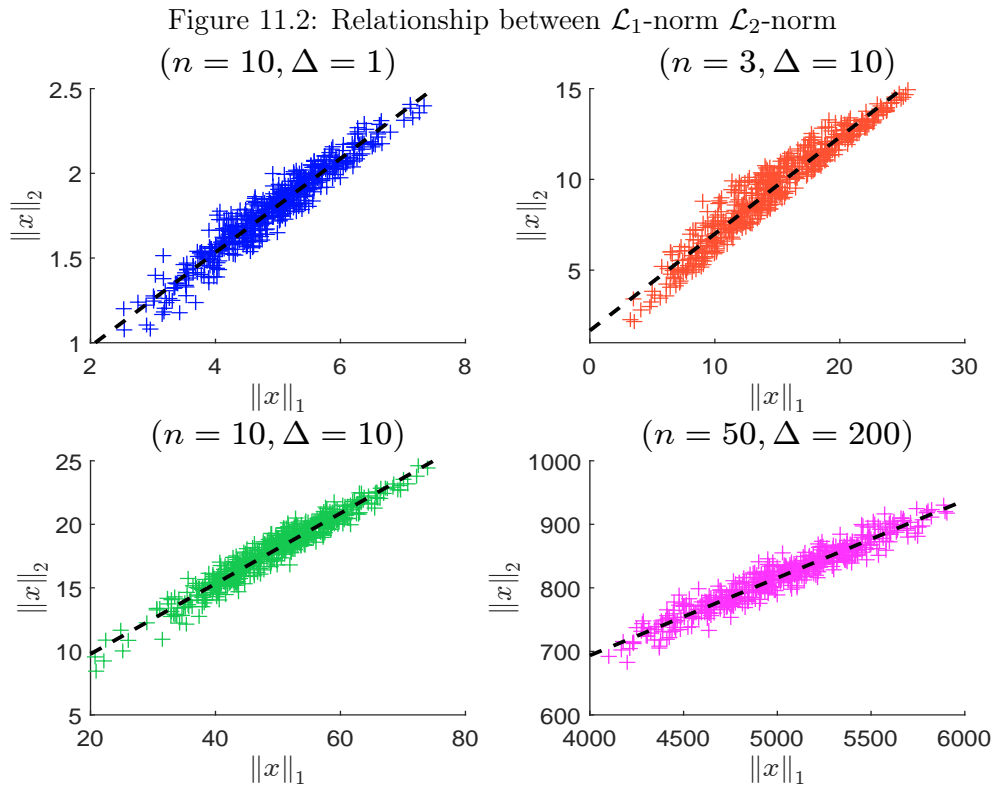 Figure 11.2: Relationship between ℒ₁-norm ℒ₂-norm
(n = 10, Δ = 1)
2.5
2
1.5
1
‖x‖₂
2 4 6 8
‖x‖₁
(n = 3, Δ = 10)
15
10
5
‖x‖₂
0 10 20 30
‖x‖₁
(n = 10, Δ = 10)
25
20
15
10
5
‖x‖₂
20 40 60 80
‖x‖₁
(n = 50, Δ = 200)
1000
900
800
700
600
‖x‖₂
4000 4500 5000 5500 6000
‖x‖₁